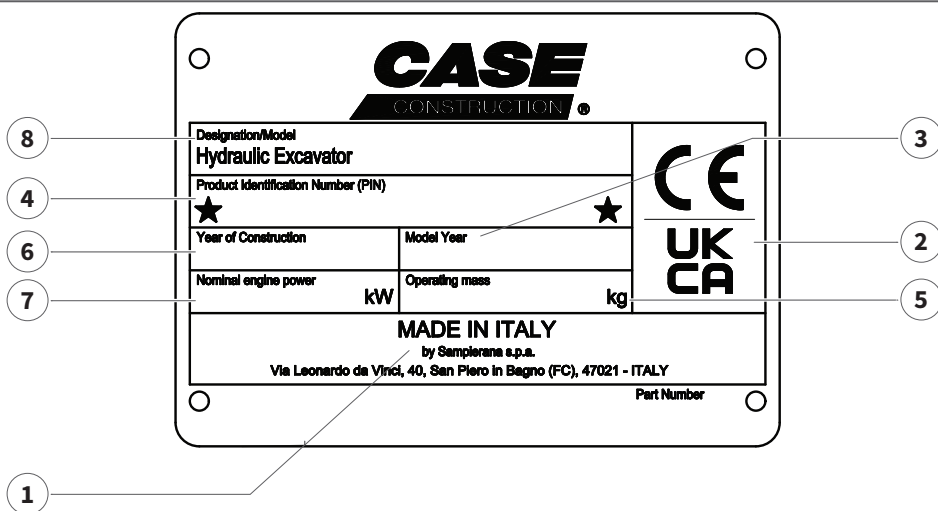 CASE
CONSTRUCTION ®
8
Designation/Model
Hydraulic Excavator
3
4
Product Identification Number (PIN)
★ ★
CE
6
Year of Construction
Model Year
UK
CA
2
7
Nominal engine power
kW
Operating mass
kg
5
MADE IN ITALY
by Sampierana s.p.a.
Via Leonardo da Vinci, 40, San Piero in Bagno (FC), 47021 - ITALY
Part Number
1